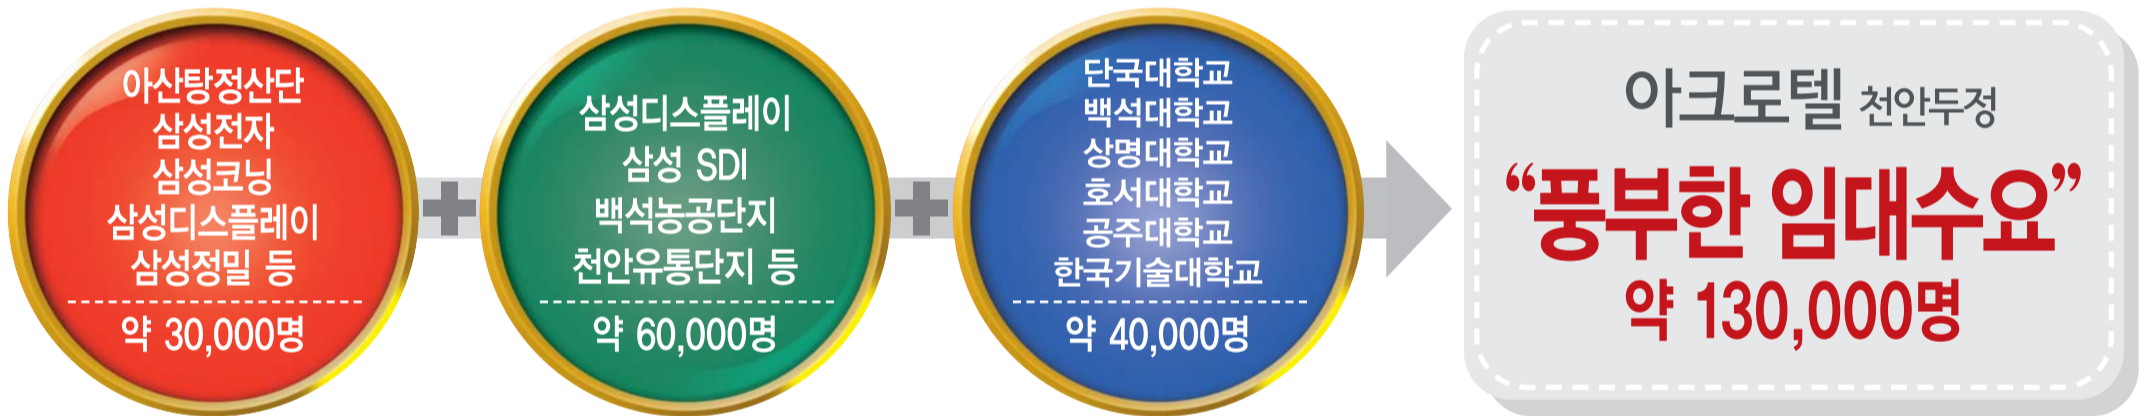 아산탕정산단
삼성전자
삼성코닝
삼성디스플레이
삼성정밀 등
약 30,000명
삼성디스플레이
삼성 SDI
백석농공단지
천안유통단지 등
약 60,000명
단국대학교
백석대학교
상명대학교
호서대학교
공주대학교
한국기술대학교
약 40,000명
아크로텔 천안두정
“풍부한 임대수요”
약 130,000명